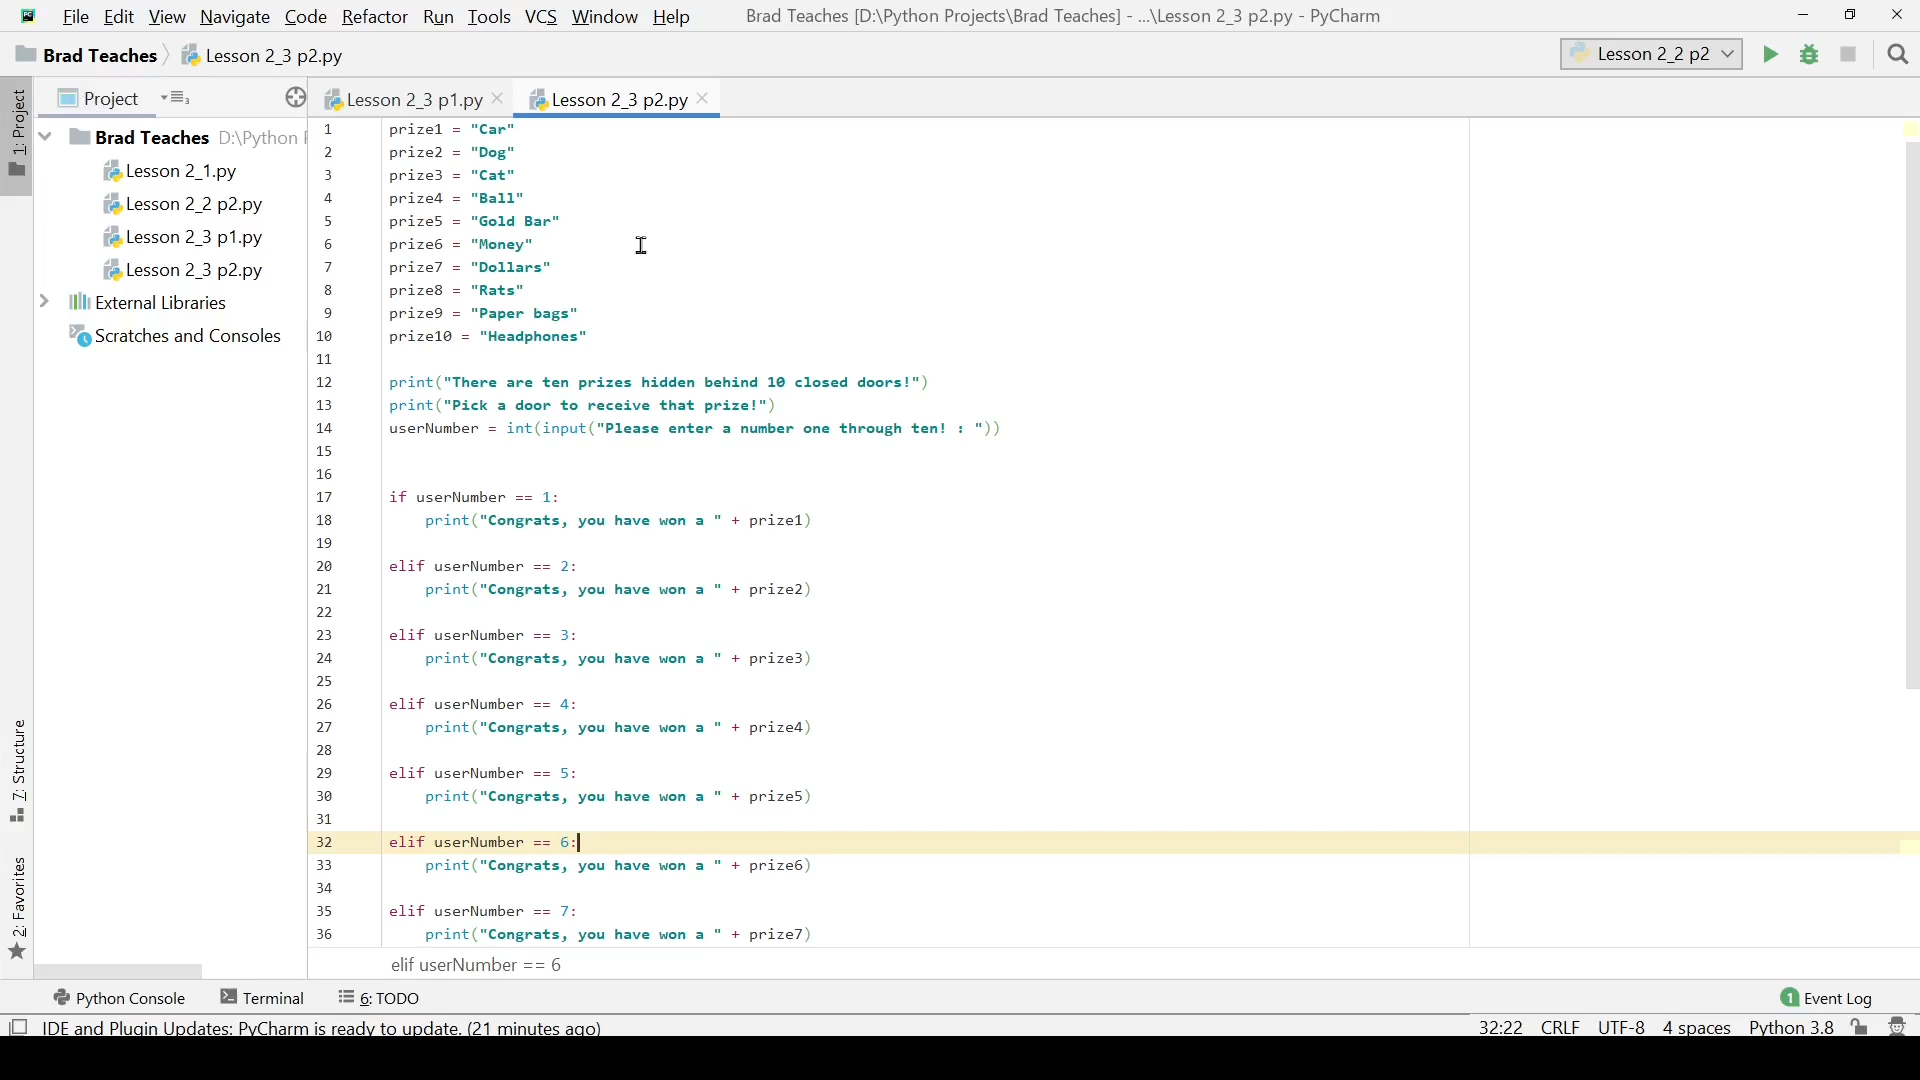 File Edit View Navigate Code Refactor Run Tools VCS Window Help Brad Teaches [D:\Python Projects\Brad Teaches] - ...\Lesson 2_3 p2.py - PyCharm
Brad Teaches Lesson 2_3 p2.py Lesson 2_2 p2
Project Lesson 2_3 p1.py Lesson 2_3 p2.py
1: Project
Brad Teaches D:\Python
Lesson 2_1.py
Lesson 2_2 p2.py
Lesson 2_3 p1.py
Lesson 2_3 p2.py
External Libraries
Scratches and Consoles
7: Structure
2: Favorites
1 prize1 = "Car"
2 prize2 = "Dog"
3 prize3 = "Cat"
4 prize4 = "Ball"
5 prize5 = "Gold Bar"
6 prize6 = "Money"
7 prize7 = "Dollars"
8 prize8 = "Rats"
9 prize9 = "Paper bags"
10 prize10 = "Headphones"
11
12 print("There are ten prizes hidden behind 10 closed doors!")
13 print("Pick a door to receive that prize!")
14 userNumber = int(input("Please enter a number one through ten! : "))
15
16
17 if userNumber == 1:
18 print("Congrats, you have won a " + prize1)
19
20 elif userNumber == 2:
21 print("Congrats, you have won a " + prize2)
22
23 elif userNumber == 3:
24 print("Congrats, you have won a " + prize3)
25
26 elif userNumber == 4:
27 print("Congrats, you have won a " + prize4)
28
29 elif userNumber == 5:
30 print("Congrats, you have won a " + prize5)
31
32 elif userNumber == 6:
33 print("Congrats, you have won a " + prize6)
34
35 elif userNumber == 7:
36 print("Congrats, you have won a " + prize7)
elif userNumber == 6
Python Console Terminal 6: TODO 1 Event Log
IDE and Plugin Updates: PyCharm is ready to update. (21 minutes ago) 32:22 CRLF UTF-8 4 spaces Python 3.8